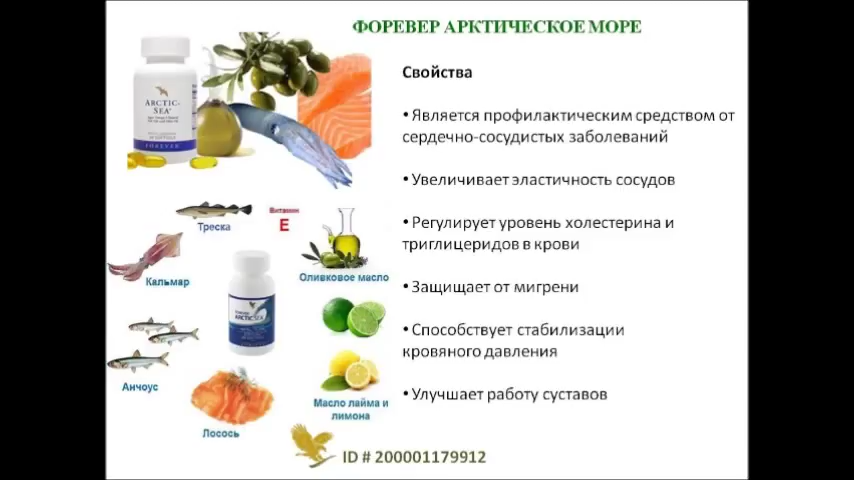 ФОРЕВЕР АРКТИЧЕСКОЕ МОРЕ
ARCTIC-
SEA
FOREVER
Свойства
• Является профилактическим средством от
сердечно-сосудистых заболеваний
• Увеличивает эластичность сосудов
• Регулирует уровень холестерина и
триглицеридов в крови
• Защищает от мигрени
• Способствует стабилизации
кровяного давления
• Улучшает работу суставов
Треска
Витамин
E
Кальмар
Оливковое масло
ARCTIC SEA
Анчоус
Масло лайма и
лимона
Лосось
ID # 200001179912